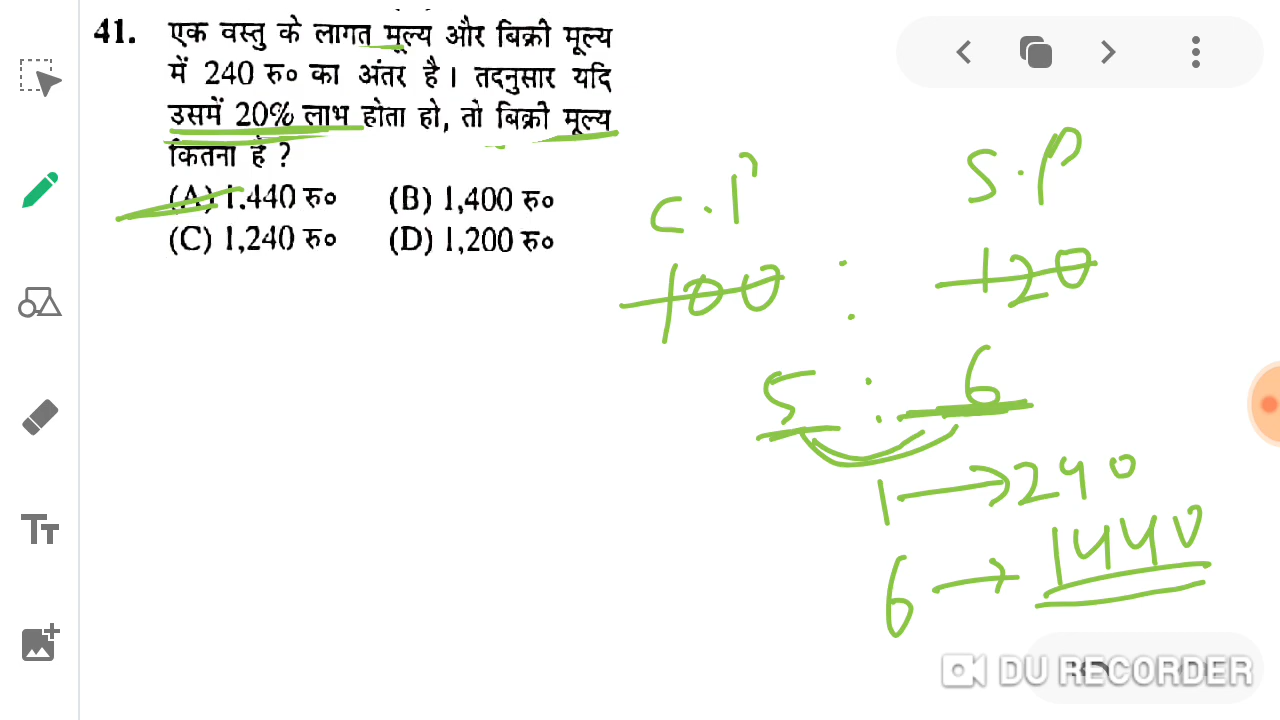 41. एक वस्तु के लागत मूल्य और बिक्री मूल्य
में 240 रु० का अंतर है। तदनुसार यदि
उसमें 20% लाभ होता हो, तो बिक्री मूल्य
कितना है ?
(A) 1,440 रु० (B) 1,400 रु०
(C) 1,240 रु० (D) 1,200 रु०
C.P S.P
100 : 120
5 : 6
1 → 240
6 → 1440
TT
DU RECORDER